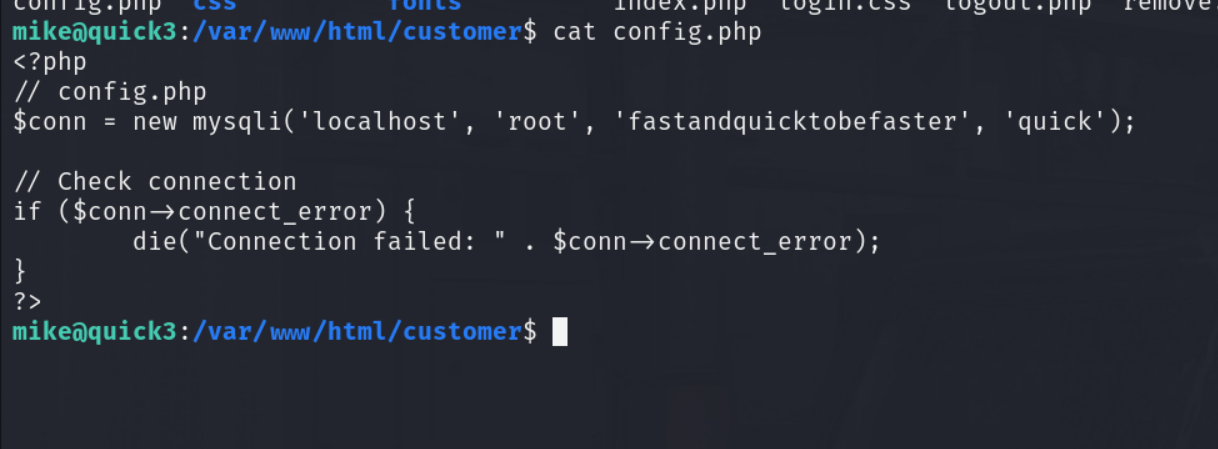 config.php css fonts index.php login.css logout.php remove
mike@quick3:/var/www/html/customer$ cat config.php
<?php
// config.php
$conn = new mysqli('localhost', 'root', 'fastandquicktobefaster', 'quick');
// Check connection
if ($conn->connect_error) {
        die("Connection failed: " . $conn->connect_error);
}
?>
mike@quick3:/var/www/html/customer$